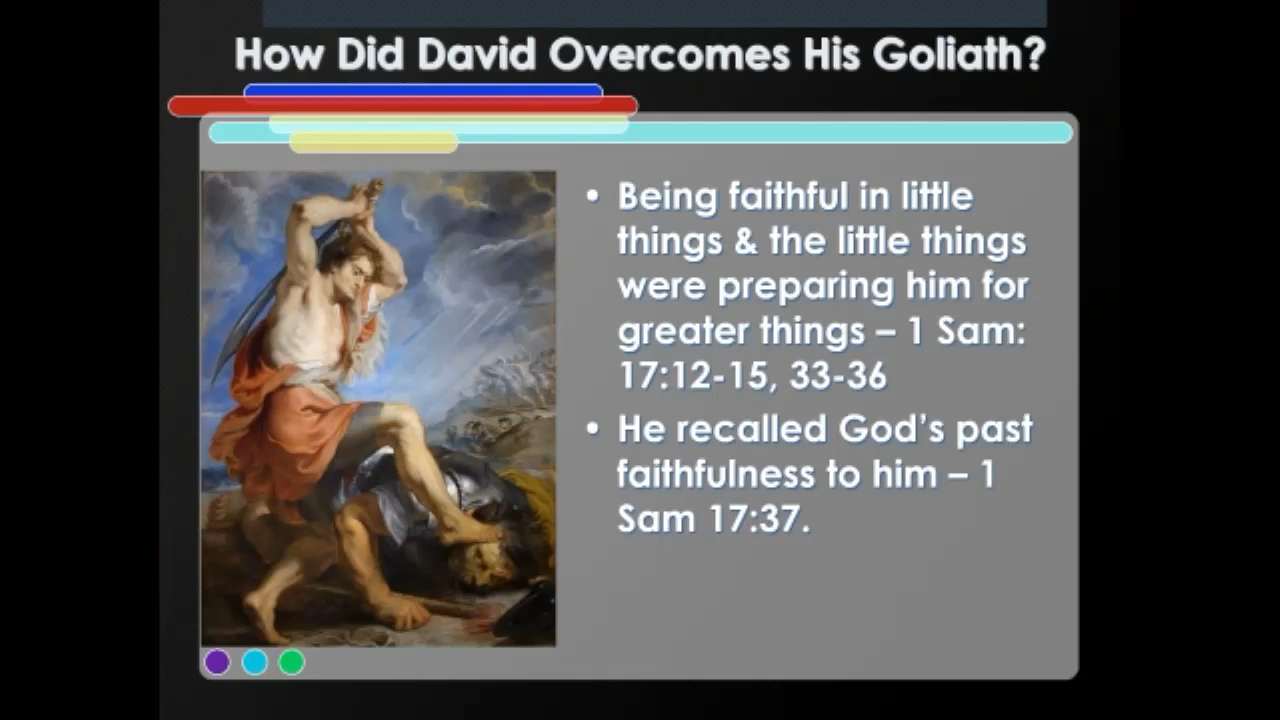 How Did David Overcomes His Goliath?
• Being faithful in little
things & the little things
were preparing him for
greater things – 1 Sam:
17:12-15, 33-36
• He recalled God’s past
faithfulness to him – 1
Sam 17:37.